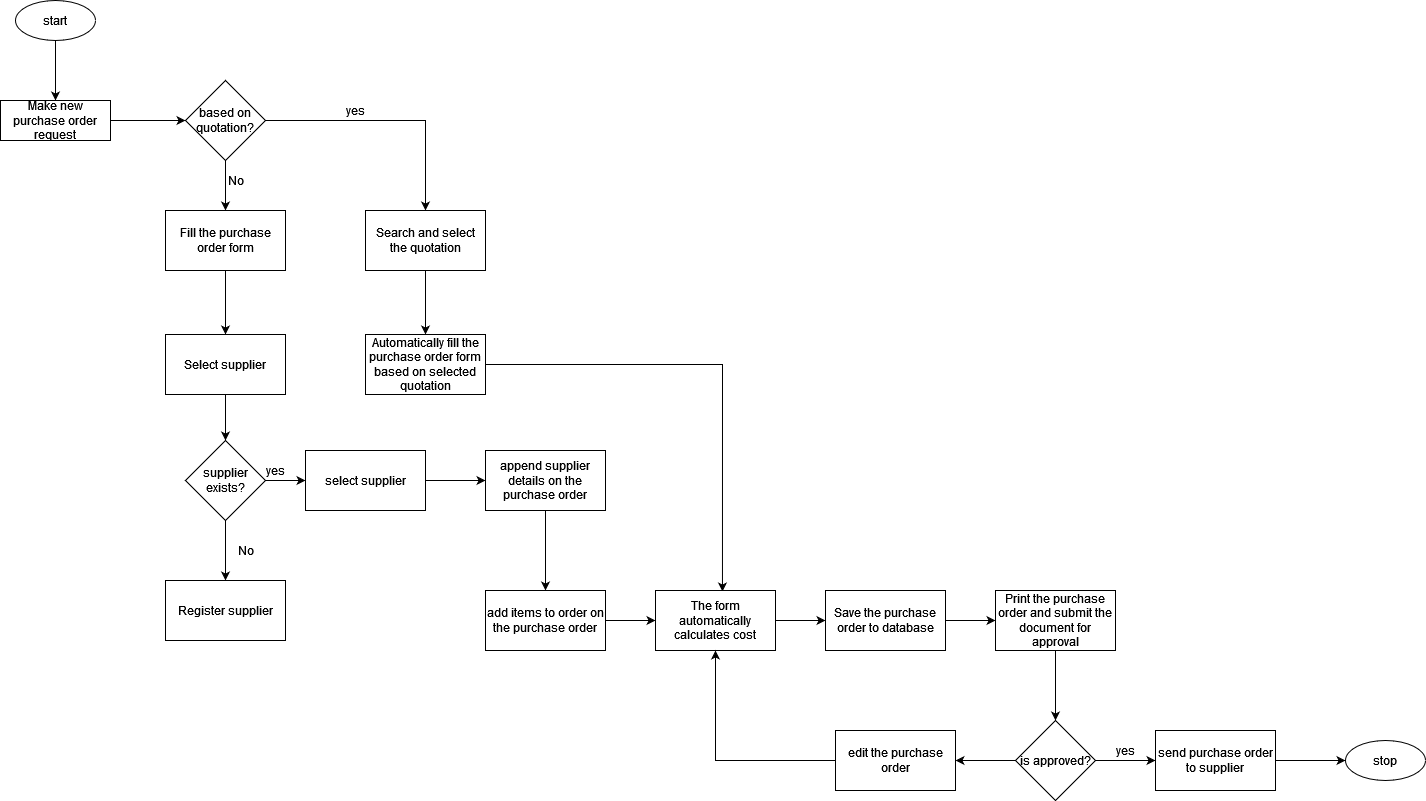 start
Make new
purchase order
request
based on
quotation?
yes
No
Fill the purchase
order form
Search and select
the quotation
Select supplier
Automatically fill the
purchase order form
based on selected
quotation
supplier
exists?
yes
select supplier
append supplier
details on the
purchase order
No
Register supplier
add items to order on
the purchase order
The form
automatically
calculates cost
Save the purchase
order to database
Print the purchase
order and submit the
document for
approval
edit the purchase
order
is approved?
yes
send purchase order
to supplier
stop